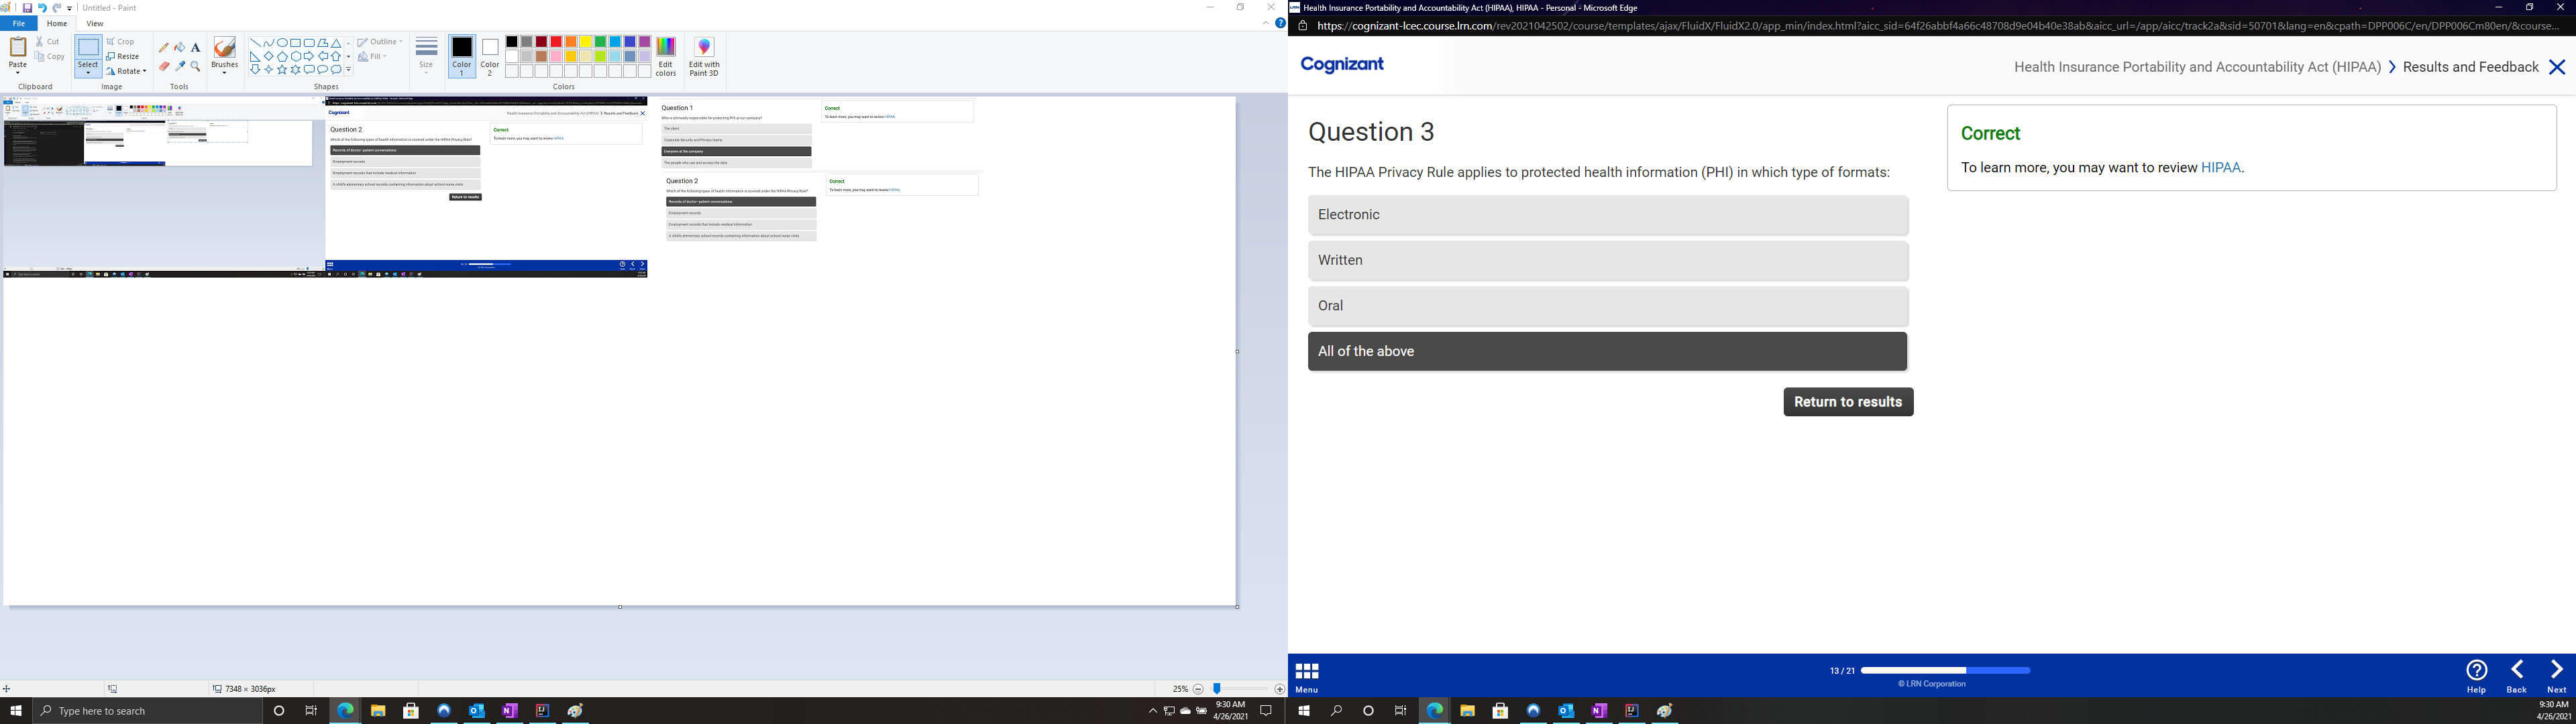 Untitled - Paint
File
Home
View
Paste
Cut
Copy
Clipboard
Select
Crop
Resize
Rotate
Image
A
Tools
Brushes
Outline
Fill
Shapes
Size
Color
1
Color
2
Edit
colors
Colors
Edit with
Paint 3D
Cognizant
Health Insurance Portability and Accountability Act (HIPAA) > Results and Feedback
Question 2
Which of the following types of health information is covered under the HIPAA Privacy Rule?
Records of doctor-patient conversations
Employment records
Employment records that include medical information
A child's elementary school records containing information about school nurse visits
Return to results
Correct
To learn more, you may want to review HIPAA.
Question 1
Who is ultimately responsible for protecting PHI at our company?
The client
Corporate Security and Privacy teams
Everyone at the company
The people who use and access the data
Correct
To learn more, you may want to review HIPAA.
Question 2
Which of the following types of health information is covered under the HIPAA Privacy Rule?
Records of doctor-patient conversations
Employment records
Employment records that include medical information
A child's elementary school records containing information about school nurse visits
Correct
To learn more, you may want to review HIPAA.
7348 × 3036px
25%
Type here to search
9:30 AM
4/26/2021
Health Insurance Portability and Accountability Act (HIPAA), HIPAA - Personal - Microsoft Edge
https://cognizant-lcec.course.lrn.com/rev2021042502/course/templates/ajax/FluidX/FluidX2.0/app_min/index.html?aicc_sid=64f26abbf4a66c48708d9e04b40e38ab&aicc_url=/app/aicc/track2a&sid=50701&lang=en&cpath=DPP006C/en/DPP006Cm80en/&course...
Cognizant
Health Insurance Portability and Accountability Act (HIPAA) > Results and Feedback
Question 3
The HIPAA Privacy Rule applies to protected health information (PHI) in which type of formats:
Electronic
Written
Oral
All of the above
Return to results
Correct
To learn more, you may want to review HIPAA.
Menu
13 / 21
© LRN Corporation
Help
Back
Next
9:30 AM
4/26/2021